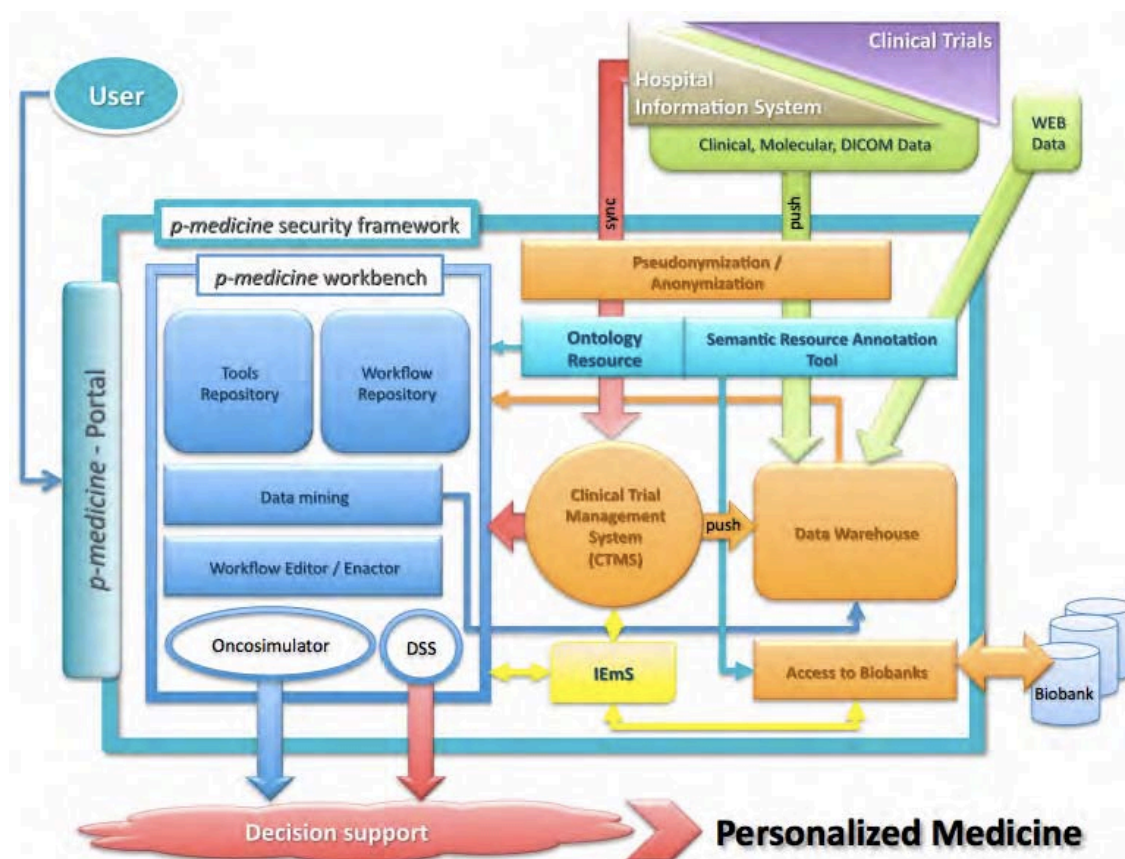 User
Clinical Trials
Hospital
Information System
Clinical, Molecular, DICOM Data
WEB
Data
sync
push
p-medicine security framework
p-medicine workbench
Pseudonymization /
Anonymization
p-medicine - Portal
Tools
Repository
Workflow
Repository
Ontology
Resource
Semantic Resource Annotation
Tool
Data mining
Workflow Editor / Enactor
Clinical Trial
Management
System
(CTMS)
push
Data Warehouse
Oncosimulator
DSS
IEmS
Access to Biobanks
Biobank
Decision support
Personalized Medicine